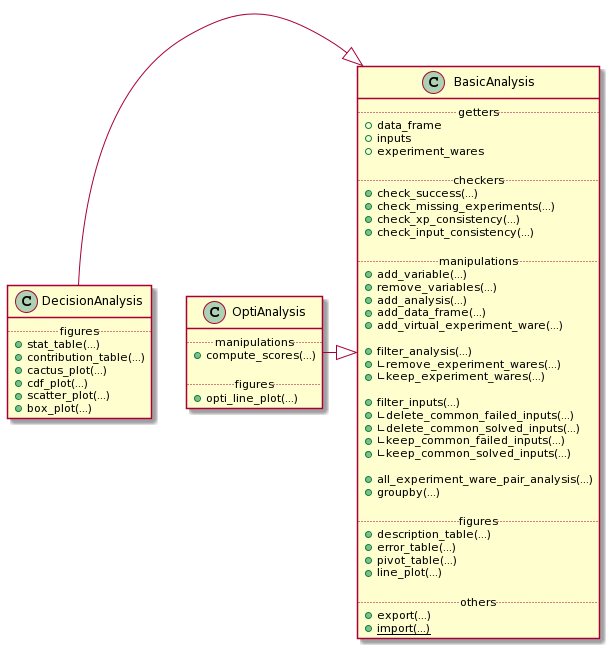 C BasicAnalysis
getters
data_frame
inputs
experiment_wares
checkers
check_success(...)
check_missing_experiments(...)
check_xp_consistency(...)
check_input_consistency(...)
manipulations
add_variable(...)
remove_variables(...)
add_analysis(...)
add_data_frame(...)
add_virtual_experiment_ware(...)
filter_analysis(...)
∟remove_experiment_wares(...)
∟keep_experiment_wares(...)
filter_inputs(...)
∟delete_common_failed_inputs(...)
∟delete_common_solved_inputs(...)
∟keep_common_failed_inputs(...)
∟keep_common_solved_inputs(...)
all_experiment_ware_pair_analysis(...)
groupby(...)
figures
description_table(...)
error_table(...)
pivot_table(...)
line_plot(...)
others
export(...)
import(...)
C DecisionAnalysis
figures
stat_table(...)
contribution_table(...)
cactus_plot(...)
cdf_plot(...)
scatter_plot(...)
box_plot(...)
C OptiAnalysis
manipulations
compute_scores(...)
figures
opti_line_plot(...)